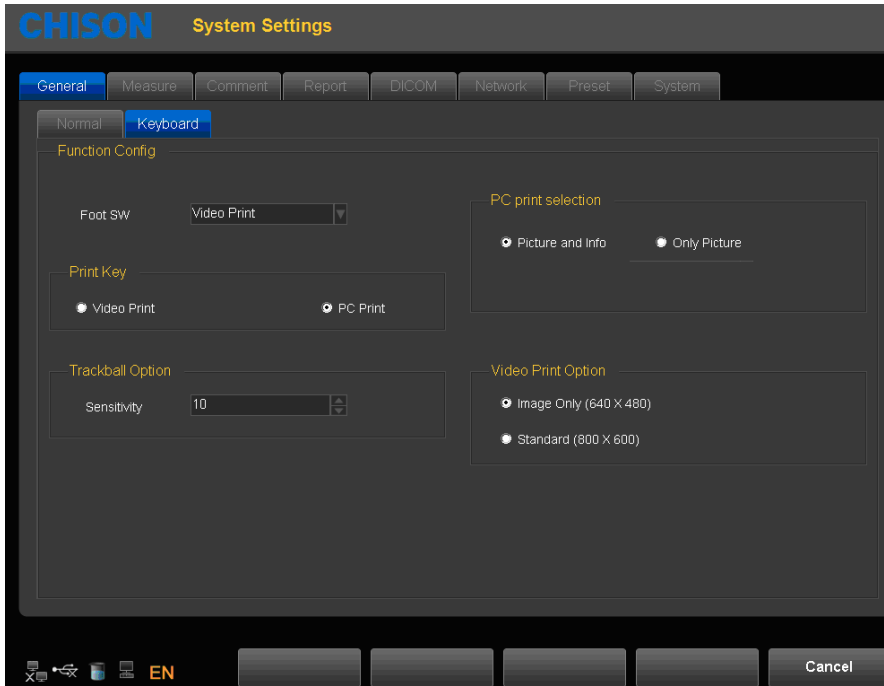 CHISON System Settings
General Measure Comment Report DICOM Network Preset System
Normal Keyboard
Function Config
Foot SW Video Print
PC print selection
Picture and Info Only Picture
Print Key
Video Print PC Print
Trackball Option
Sensitivity 10
Video Print Option
Image Only (640 X 480)
Standard (800 X 600)
EN Cancel